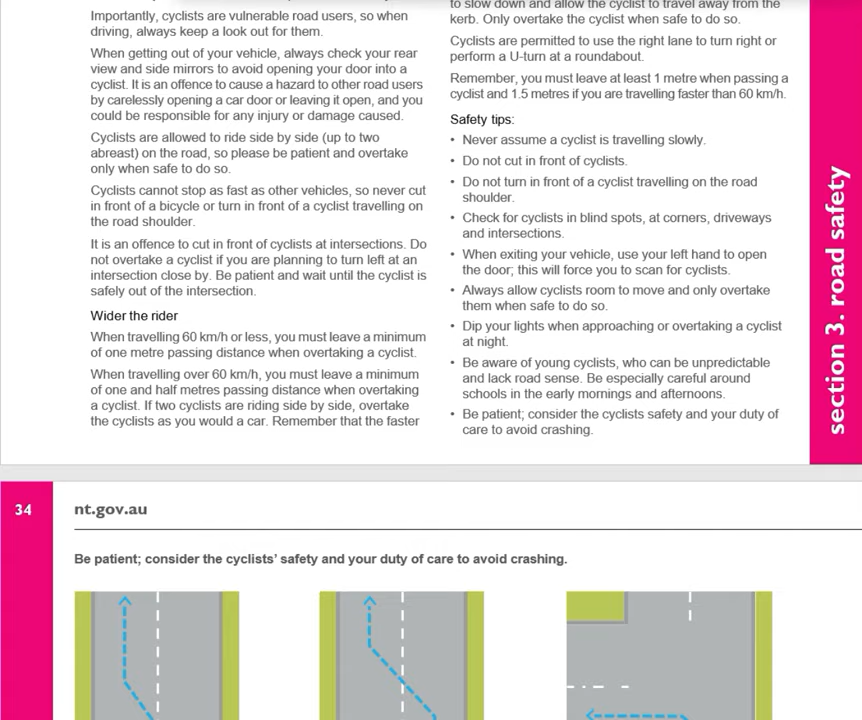 Importantly, cyclists are vulnerable road users, so when
driving, always keep a look out for them.
When getting out of your vehicle, always check your rear
view and side mirrors to avoid opening your door into a
cyclist. It is an offence to cause a hazard to other road users
by carelessly opening a car door or leaving it open, and you
could be responsible for any injury or damage caused.
Cyclists are allowed to ride side by side (up to two
abreast) on the road, so please be patient and overtake
only when safe to do so.
Cyclists cannot stop as fast as other vehicles, so never cut
in front of a bicycle or turn in front of a cyclist travelling on
the road shoulder.
It is an offence to cut in front of cyclists at intersections. Do
not overtake a cyclist if you are planning to turn left at an
intersection close by. Be patient and wait until the cyclist is
safely out of the intersection.
Wider the rider
When travelling 60 km/h or less, you must leave a minimum
of one metre passing distance when overtaking a cyclist.
When travelling over 60 km/h, you must leave a minimum
of one and half metres passing distance when overtaking
a cyclist. If two cyclists are riding side by side, overtake
the cyclists as you would a car. Remember that the faster
to slow down and allow the cyclist to travel away from the
kerb. Only overtake the cyclist when safe to do so.
Cyclists are permitted to use the right lane to turn right or
perform a U-turn at a roundabout.
Remember, you must leave at least 1 metre when passing a
cyclist and 1.5 metres if you are travelling faster than 60 km/h.
Safety tips:
• Never assume a cyclist is travelling slowly.
• Do not cut in front of cyclists.
• Do not turn in front of a cyclist travelling on the road
shoulder.
• Check for cyclists in blind spots, at corners, driveways
and intersections.
• When exiting your vehicle, use your left hand to open
the door; this will force you to scan for cyclists.
• Always allow cyclists room to move and only overtake
them when safe to do so.
• Dip your lights when approaching or overtaking a cyclist
at night.
• Be aware of young cyclists, who can be unpredictable
and lack road sense. Be especially careful around
schools in the early mornings and afternoons.
• Be patient; consider the cyclists safety and your duty of
care to avoid crashing.
section 3. road safety
34
nt.gov.au
Be patient; consider the cyclists' safety and your duty of care to avoid crashing.